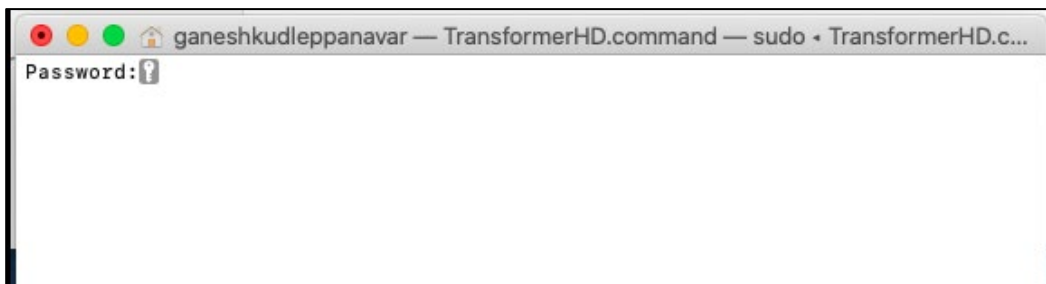 ganeshkudleppanavar — TransformerHD.command — sudo ◂ TransformerHD.c...
Password: